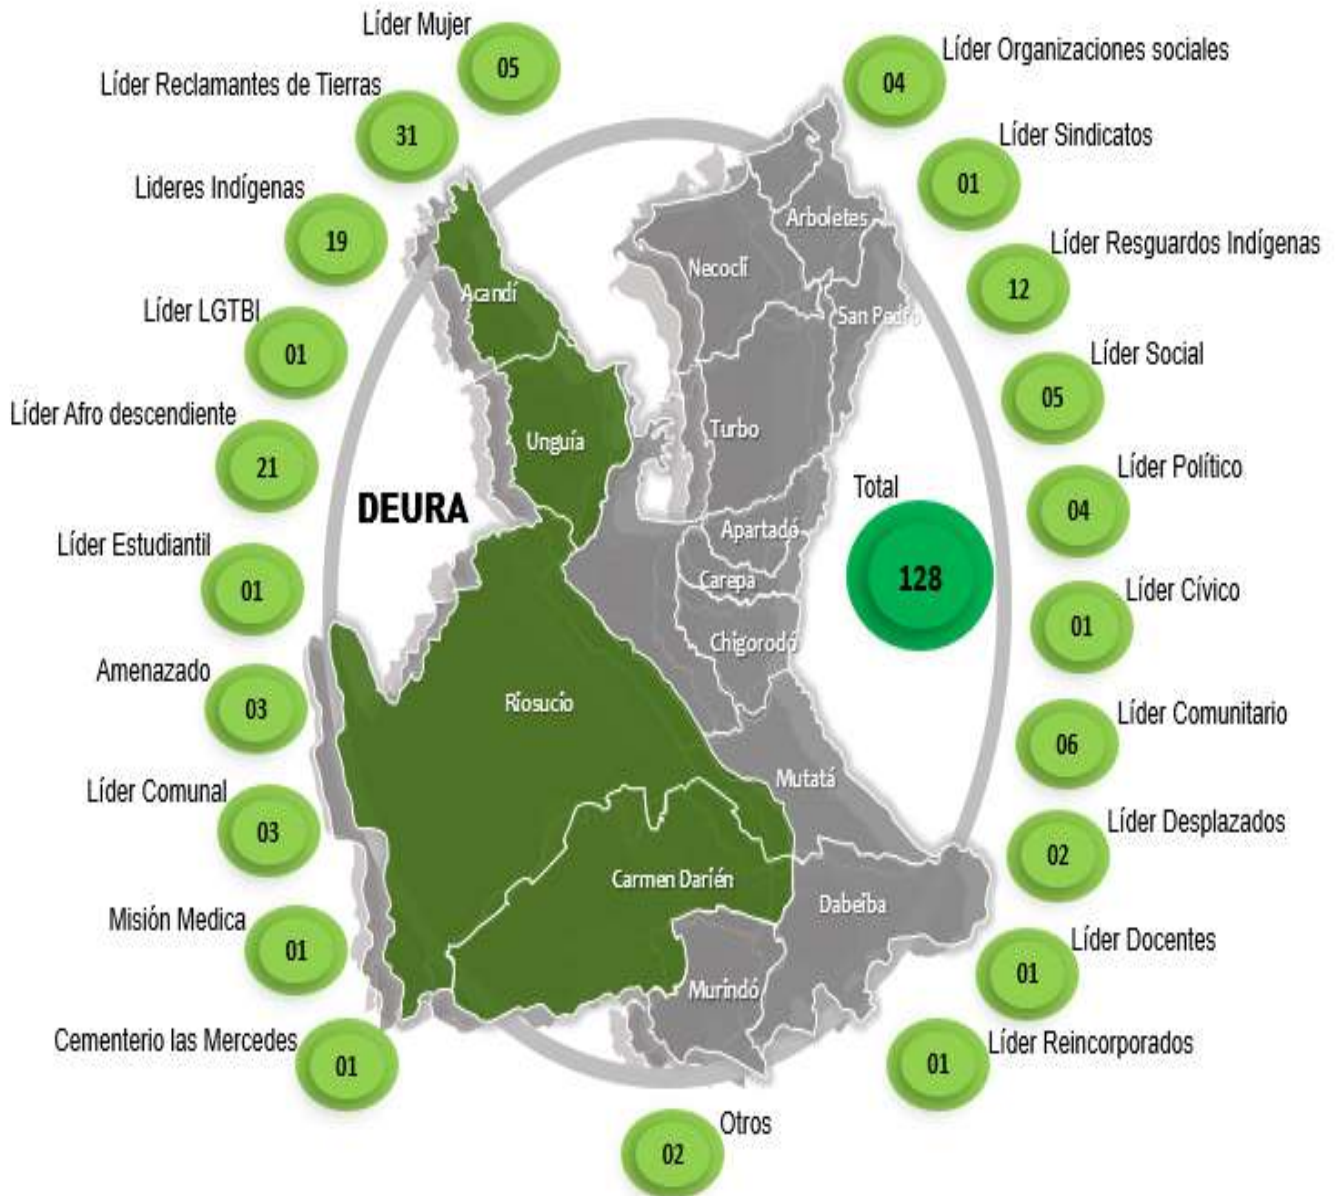 Líder Mujer
05
Líder Reclamantes de Tierras
31
Lideres Indígenas
19
Líder LGTBI
01
Líder Afro descendiente
21
Líder Estudiantil
01
Amenazado
03
Líder Comunal
03
Misión Medica
01
Cementerio las Mercedes
01
Otros
02
Líder Organizaciones sociales
04
Líder Sindicatos
01
Líder Resguardos Indígenas
12
Líder Social
05
Líder Político
04
Líder Cívico
01
Líder Comunitario
06
Líder Desplazados
02
Líder Docentes
01
Líder Reincorporados
01
Total
128
DEURA
Acandí
Unguía
Ríosucío
Carmen Daríén
Arboletes
Necoclí
San Pedro
Turbo
Apartadó
Carepa
Chigorodó
Mutatá
Dabeíba
Muríndó